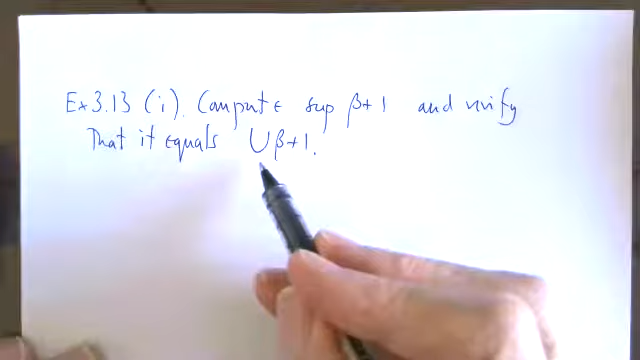 Ex 3.13 (i). Compute sup β+1 and verify
That it equals ∪β+1.